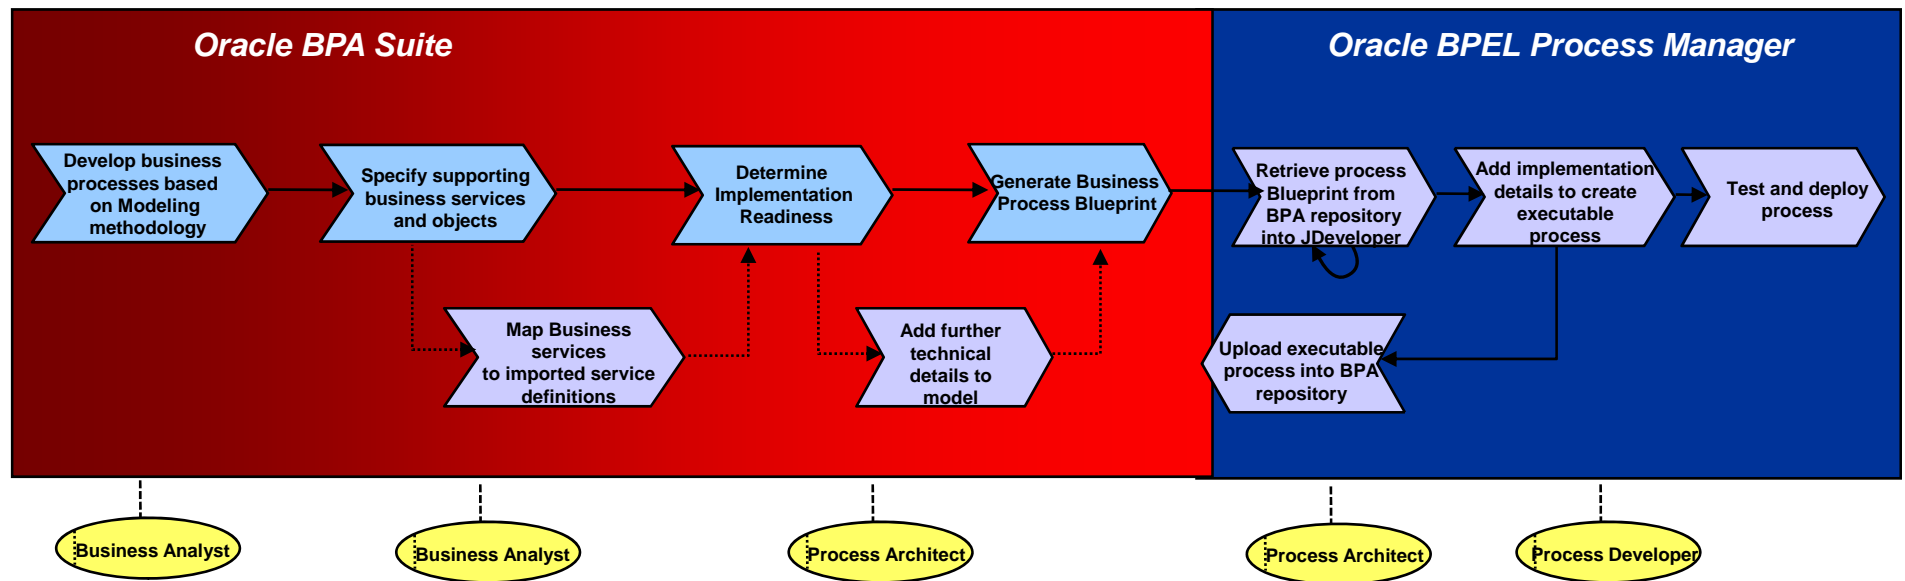 Oracle BPA Suite
Oracle BPEL Process Manager
Develop business
processes based
on Modeling
methodology
Specify supporting
business services
and objects
Determine
Implementation
Readiness
Generate Business
Process Blueprint
Retrieve process
Blueprint from
BPA repository
into JDeveloper
Add implementation
details to create
executable
process
Test and deploy
process
Map Business
services
to imported service
definitions
Add further
technical
details to
model
Upload executable
process into BPA
repository
Business Analyst
Business Analyst
Process Architect
Process Architect
Process Developer